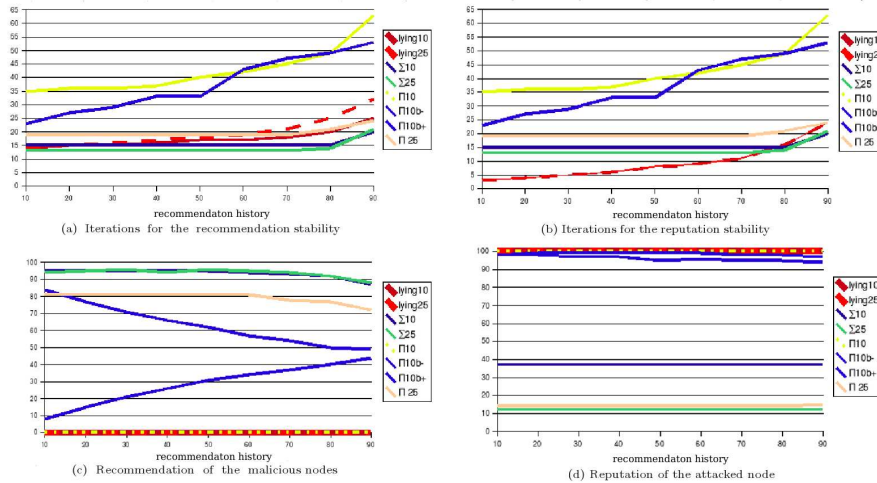 65
60
55
50
45
40
35
30
25
20
15
10
5
0
10 20 30 40 50 60 70 80 90
recommendaton history
lying10
lying25
Σ10
Σ25
Π10
Π10b-
Π10b+
Π 25
(a) Iterations for the recommendation stability
65
60
55
50
45
40
35
30
25
20
15
10
5
0
10 20 30 40 50 60 70 80 90
recommendaton history
lying1
lying2
Σ10
Σ25
Π10
Π10b
Π10b
Π 25
(b) Iterations for the reputation stability
100
90
80
70
60
50
40
30
20
10
0
10 20 30 40 50 60 70 80 90
recommendaton history
lying10
lying25
Σ10
Σ25
Π10
Π10b-
Π10b+
Π 25
(c) Recommendation of the malicious nodes
100
90
80
70
60
50
40
30
20
10
0
10 20 30 40 50 60 70 80 90
recommendaton history
lying10
lying25
Σ10
Σ25
Π10
Π10b-
Π10b+
Π 25
(d) Reputation of the attacked node